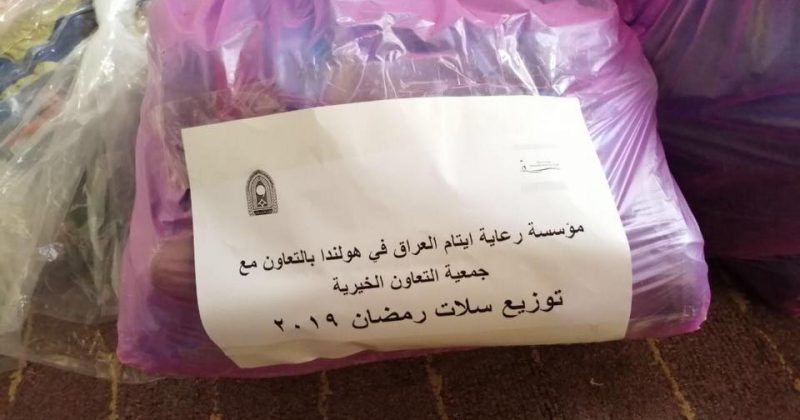 مؤسسة رعاية ايتام العراق في هولندا بالتعاون مع
جمعية التعاون الخيرية
توزيع سلات رمضان ٢٠١٩